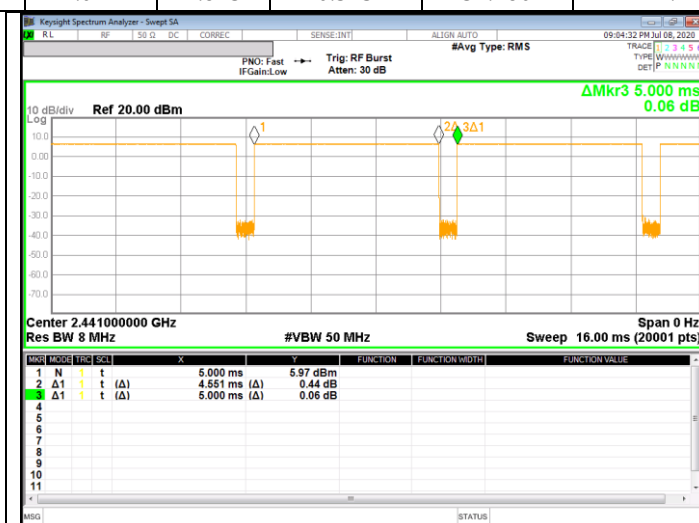 Keysight Spectrum Analyzer - Swept SA
RL RF 50 Ω DC CORREC SENSE:INT ALIGN AUTO 09:04:32 PM Jul 08, 2020
#Avg Type: RMS TRACE 1 2 3 4 5 6
PNO: Fast Trig: RF Burst TYPE WWWWWW
IFGain:Low Atten: 30 dB DET P N N N N
ΔMkr3 5.000 ms
0.06 dB
10 dB/div Ref 20.00 dBm
Log
1 2Δ 3Δ1
10.0
0.00
-10.0
-20.0
-30.0
-40.0
-50.0
-60.0
-70.0
Center 2.441000000 GHz Span 0 Hz
Res BW 8 MHz #VBW 50 MHz Sweep 16.00 ms (20001 pts)
MKR MODE TRC SCL X Y FUNCTION FUNCTION WIDTH FUNCTION VALUE
1 N 1 t 5.000 ms 5.97 dBm
2 Δ1 1 t (Δ) 4.551 ms (Δ) 0.44 dB
3 Δ1 1 t (Δ) 5.000 ms (Δ) 0.06 dB
4
5
6
7
8
9
10
11
MSG STATUS